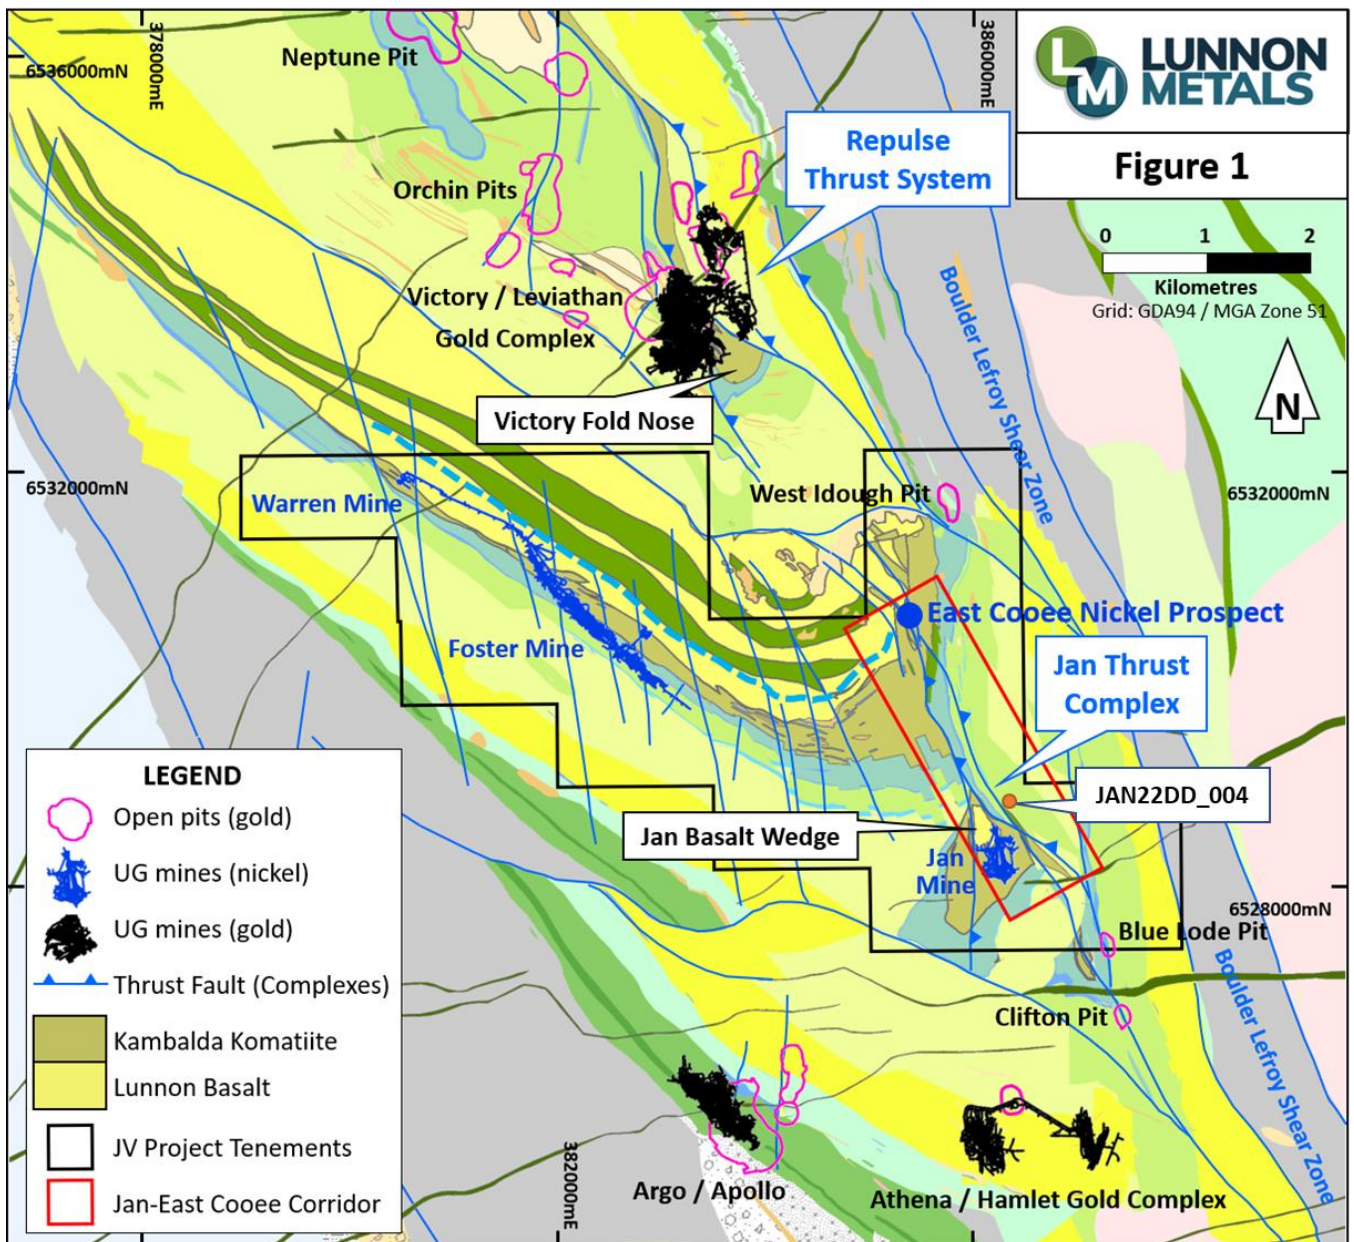 378000mE
386000mE
LM
LUNNON
METALS
Neptune Pit
6536000mN
Figure 1
Repulse
Thrust System
Orchin Pits
0 1 2
Kilometres
Grid: GDA94 / MGA Zone 51
Victory / Leviathan
Gold Complex
Boulder Lefroy Shear Zone
N
Victory Fold Nose
6532000mN
Warren Mine
West Idough Pit
6532000mN
East Cooee Nickel Prospect
Foster Mine
Jan Thrust
Complex
JAN22DD_004
Jan Basalt Wedge
Jan
Mine
6528000mN
Blue Lode Pit
Boulder Lefroy Shear Zone
Clifton Pit
LEGEND
Open pits (gold)
UG mines (nickel)
UG mines (gold)
Thrust Fault (Complexes)
Kambalda Komatiite
Lunnon Basalt
JV Project Tenements
Jan-East Cooee Corridor
382000mE
Argo / Apollo
Athena / Hamlet Gold Complex